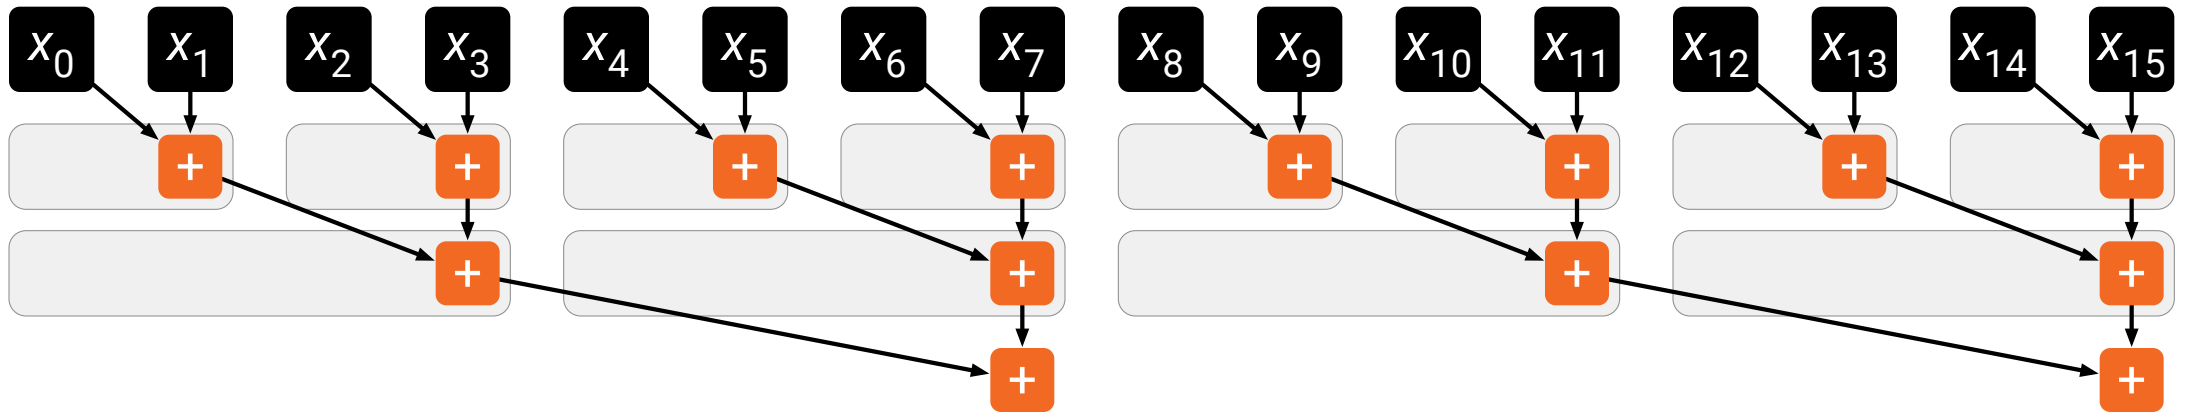 x0 x1 x2 x3 x4 x5 x6 x7 x8 x9 x10 x11 x12 x13 x14 x15
+ + + + + + + +
+ + + +
+ +